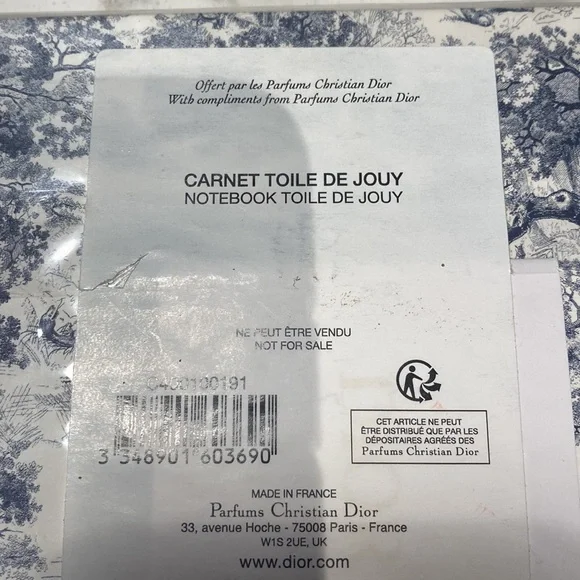 Offert par les Parfums Christian Dior
With compliments from Parfums Christian Dior
CARNET TOILE DE JOUY
NOTEBOOK TOILE DE JOUY
NE PEUT ÊTRE VENDU
NOT FOR SALE
3 348901 603690
CET ARTICLE NE PEUT
ÊTRE DISTRIBUÉ QUE PAR LES
DÉPOSITAIRES AGRÉÉS DES
Parfums Christian Dior
MADE IN FRANCE
Parfums Christian Dior
33, avenue Hoche - 75008 Paris - France
W1S 2UE, UK
www.dior.com